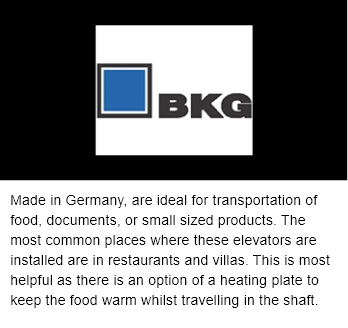 BKG
Made in Germany, are ideal for transportation of
food, documents, or small sized products. The
most common places where these elevators are
installed are in restaurants and villas. This is most
helpful as there is an option of a heating plate to
keep the food warm whilst travelling in the shaft.